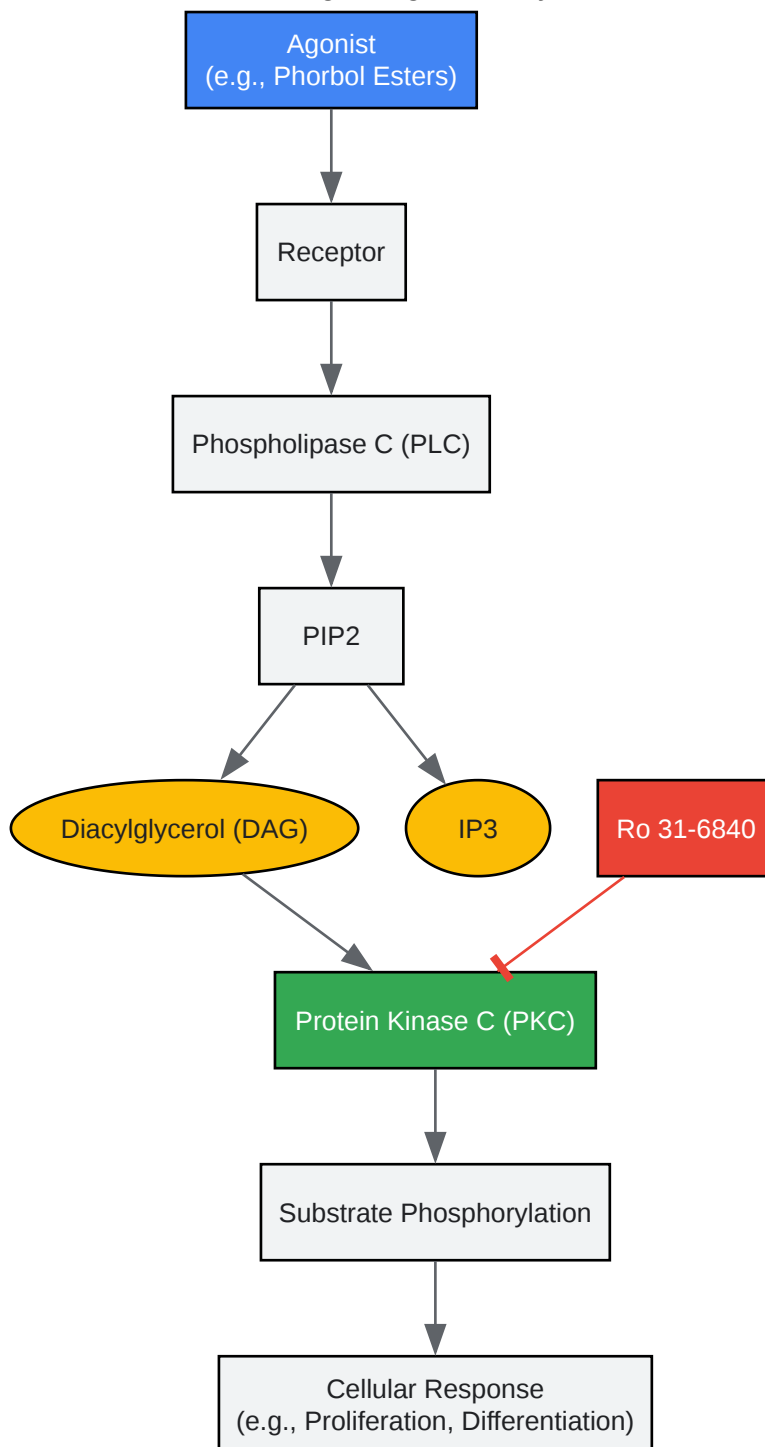 Agonist
(e.g., Phorbol Esters)
Receptor
Phospholipase C (PLC)
PIP2
Diacylglycerol (DAG)
IP3
Ro 31-6840
Protein Kinase C (PKC)
Substrate Phosphorylation
Cellular Response
(e.g., Proliferation, Differentiation)